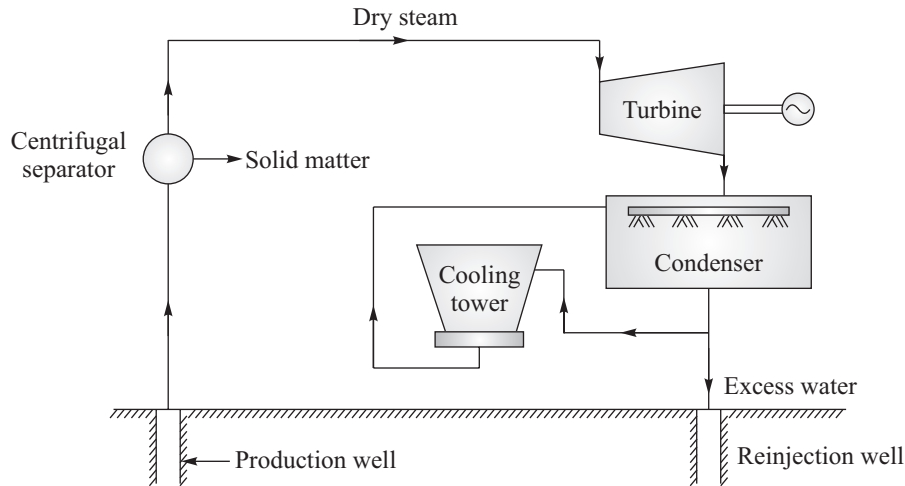 Dry steam
Turbine
Centrifugal
separator
Solid matter
Condenser
Cooling
tower
Excess water
Production well
Reinjection well